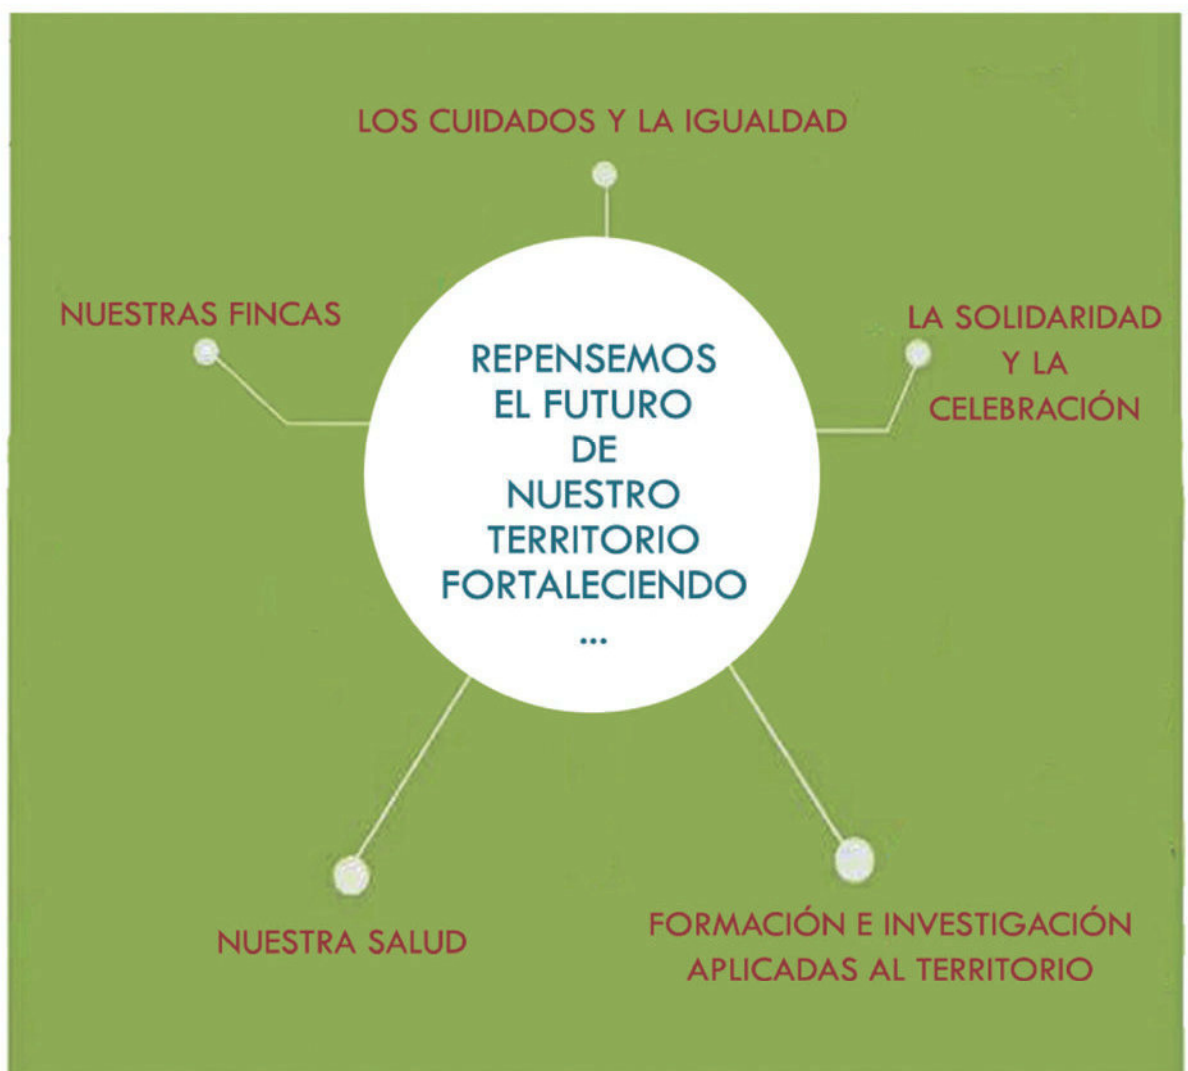 LOS CUIDADOS Y LA IGUALDAD
NUESTRAS FINCAS
LA SOLIDARIDAD
Y LA
CELEBRACIÓN
REPENSEMOS
EL FUTURO
DE
NUESTRO
TERRITORIO
FORTALECIENDO
...
NUESTRA SALUD
FORMACIÓN E INVESTIGACIÓN
APLICADAS AL TERRITORIO